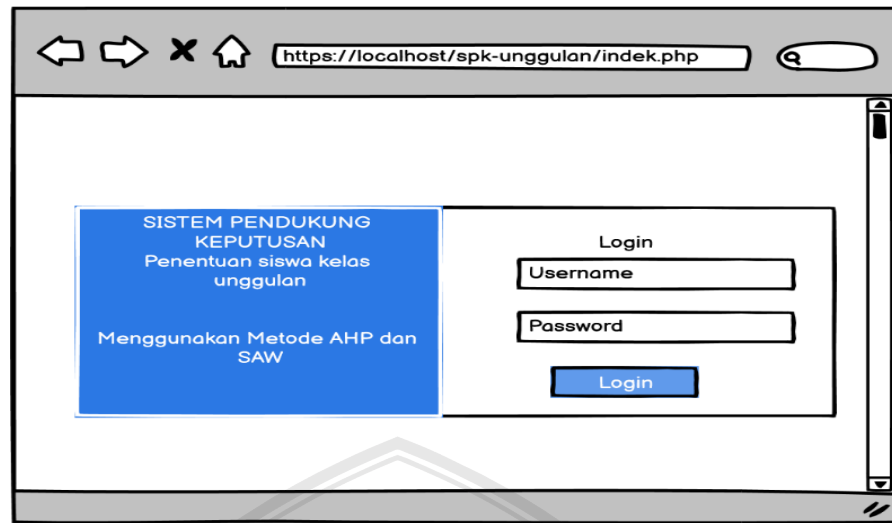 https://localhost/spk-unggulan/indek.php
SISTEM PENDUKUNG
KEPUTUSAN
Penentuan siswa kelas
unggulan
Menggunakan Metode AHP dan
SAW
Login
Username
Password
Login